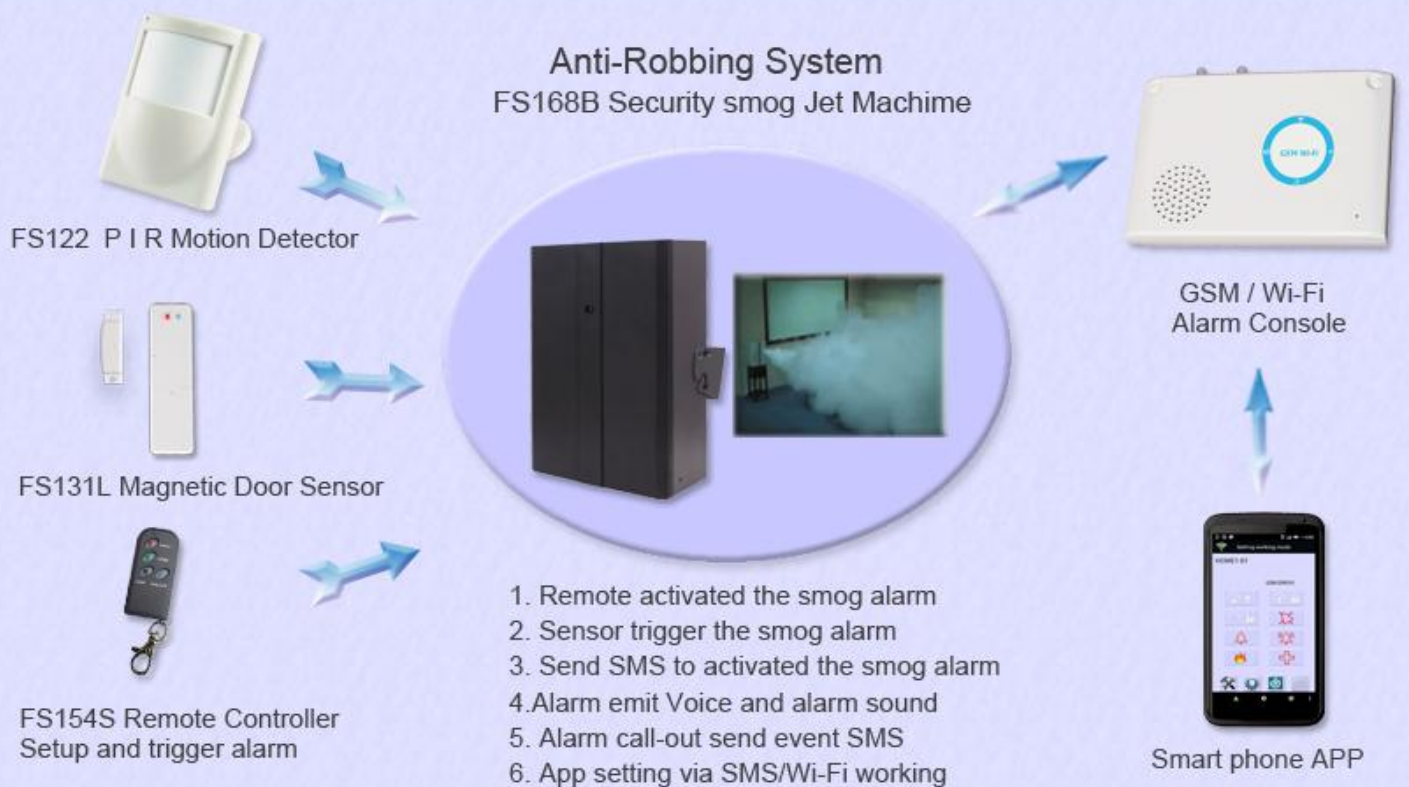 Anti-Robbing System
FS168B Security smog Jet Machime
FS122 P I R Motion Detector
GSM Wi-Fi
GSM / Wi-Fi
Alarm Console
FS131L Magnetic Door Sensor
FS154S Remote Controller
Setup and trigger alarm
1. Remote activated the smog alarm
2. Sensor trigger the smog alarm
3. Send SMS to activated the smog alarm
4.Alarm emit Voice and alarm sound
5. Alarm call-out send event SMS
6. App setting via SMS/Wi-Fi working
Smart phone APP